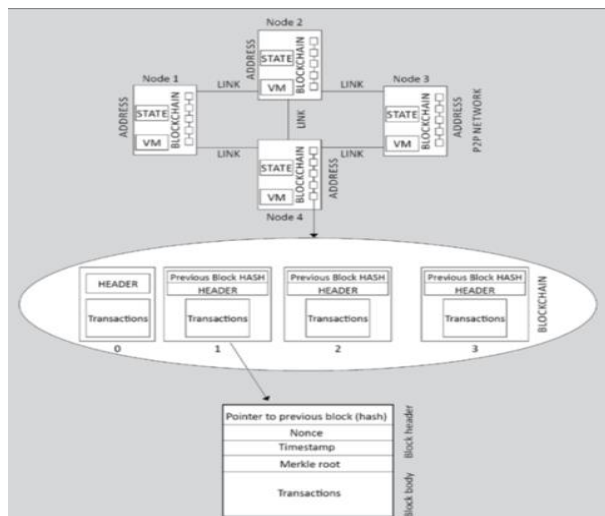 Node 2
Node 1
Node 3
ADDRESS
STATE
VM
BLOCKCHAIN
LINK
LINK
ADDRESS
STATE
VM
BLOCKCHAIN
LINK
STATE
VM
BLOCKCHAIN
ADDRESS
P2P NETWORK
LINK
LINK
STATE
VM
BLOCKCHAIN
ADDRESS
Node 4
HEADER
Transactions
0
Previous Block HASH
HEADER
Transactions
1
Previous Block HASH
HEADER
Transactions
2
Previous Block HASH
HEADER
Transactions
3
BLOCKCHAIN
Pointer to previous block (hash)
Nonce
Timestamp
Merkle root
Block header
Transactions
Block body